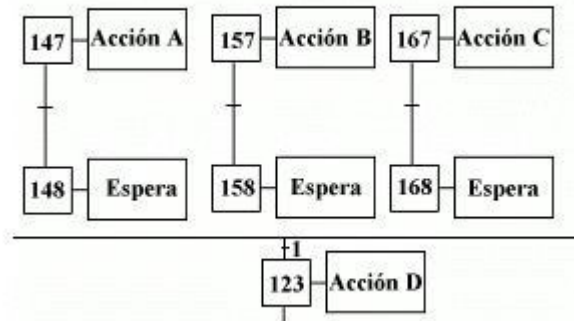 147 Acción A 157 Acción B 167 Acción C
148 Espera 158 Espera 168 Espera
1
123 Acción D